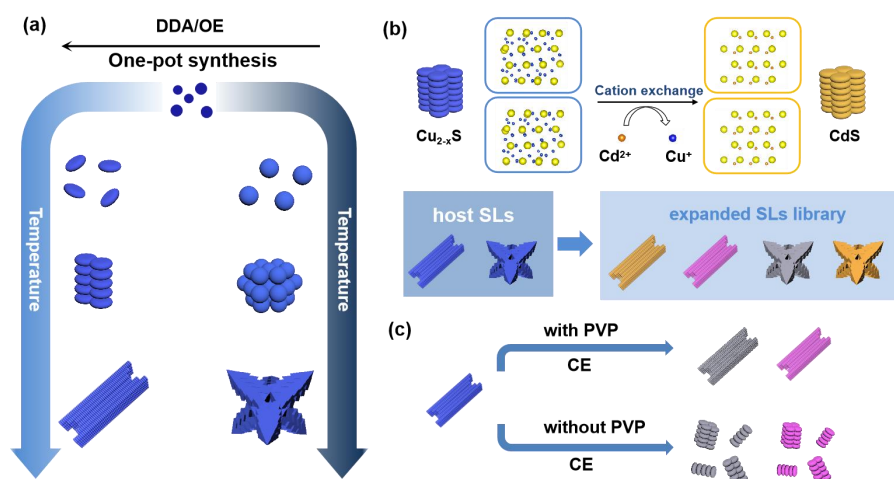 (a)
DDA/OE
One-pot synthesis
Temperature
Temperature
(b)
Cu₂₋ₓS
Cation exchange
Cd²⁺
Cu⁺
CdS
host SLs
expanded SLs library
(c)
with PVP
CE
without PVP
CE